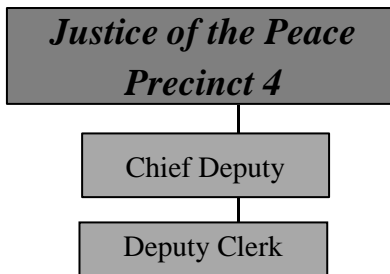 Justice of the Peace
Precinct 4
Chief Deputy
Deputy Clerk